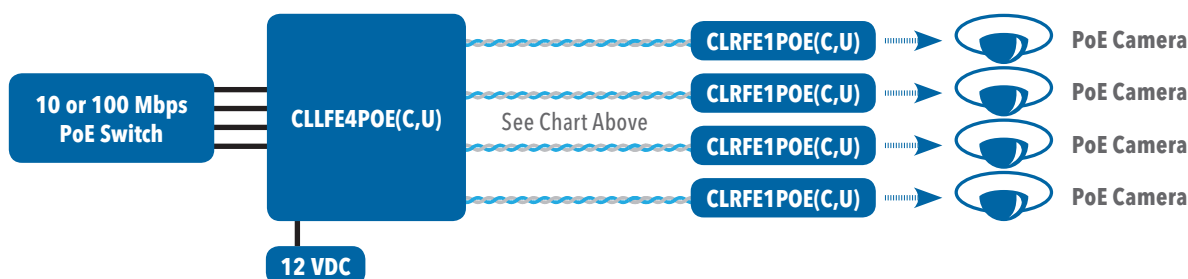 CLRFE1POE(C,U)
PoE Camera
10 or 100 Mbps
PoE Switch
CLLFE4POE(C,U)
CLRFE1POE(C,U)
PoE Camera
See Chart Above
CLRFE1POE(C,U)
PoE Camera
CLRFE1POE(C,U)
PoE Camera
12 VDC